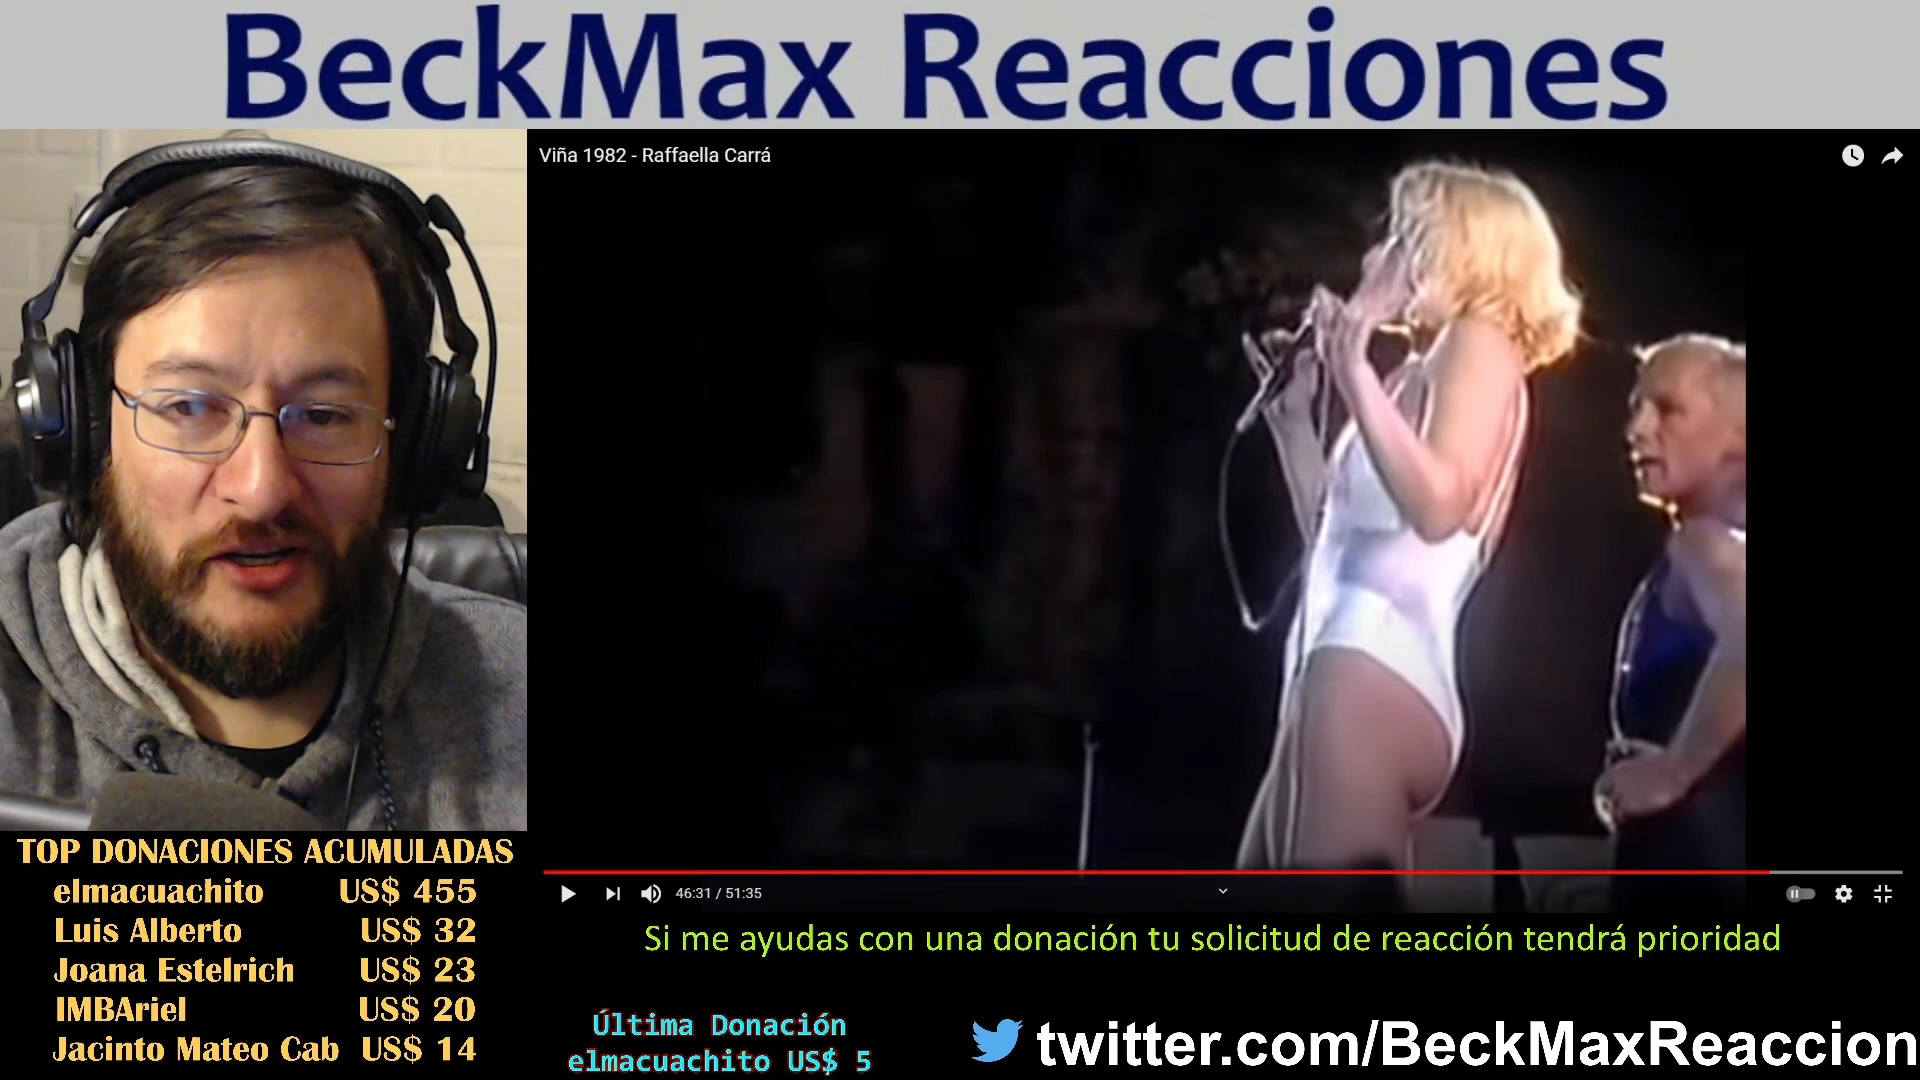 BeckMax Reacciones
Viña 1982 - Raffaella Carrá
46:31 / 51:35
TOP DONACIONES ACUMULADAS
elmacuachito US$ 455
Luis Alberto US$ 32
Joana Estelrich US$ 23
IMBAriel US$ 20
Jacinto Mateo Cab US$ 14
Si me ayudas con una donación tu solicitud de reacción tendrá prioridad
Última Donación
elmacuachito US$ 5
twitter.com/BeckMaxReaccion